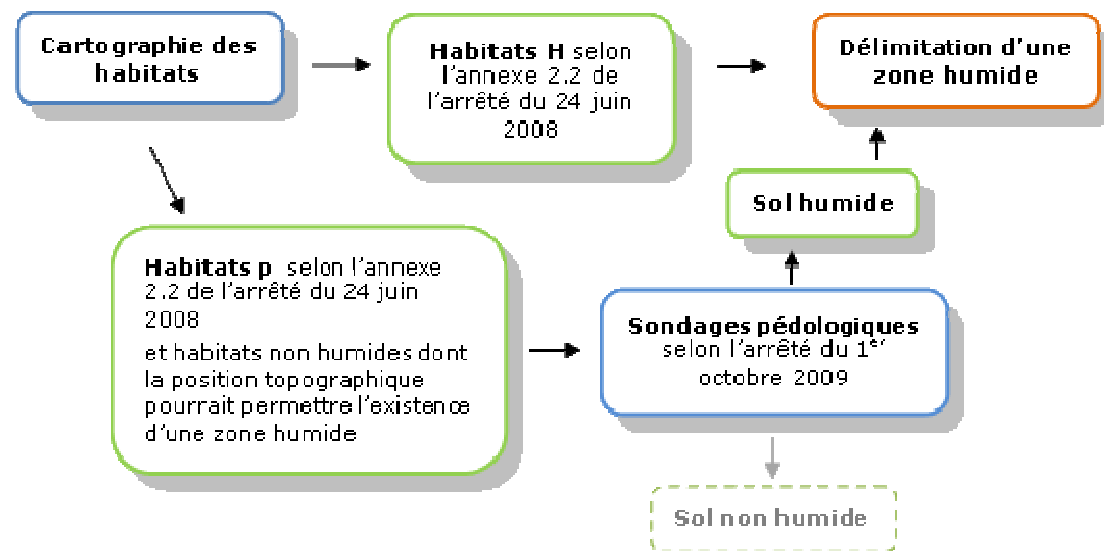 Cartographie des
habitats
Habitats H selon
l'annexe 2.2 de
l'arrêté du 24 juin
2008
Délimitation d'une
zone humide
Sol humide
Habitats p selon l'annexe
2.2 de l'arrêté du 24 juin
2008
et habitats non humides dont
la position topographique
pourrait permettre l'existence
d'une zone humide
Sondages pédologiques
selon l'arrêté du 1er
octobre 2009
Sol non humide